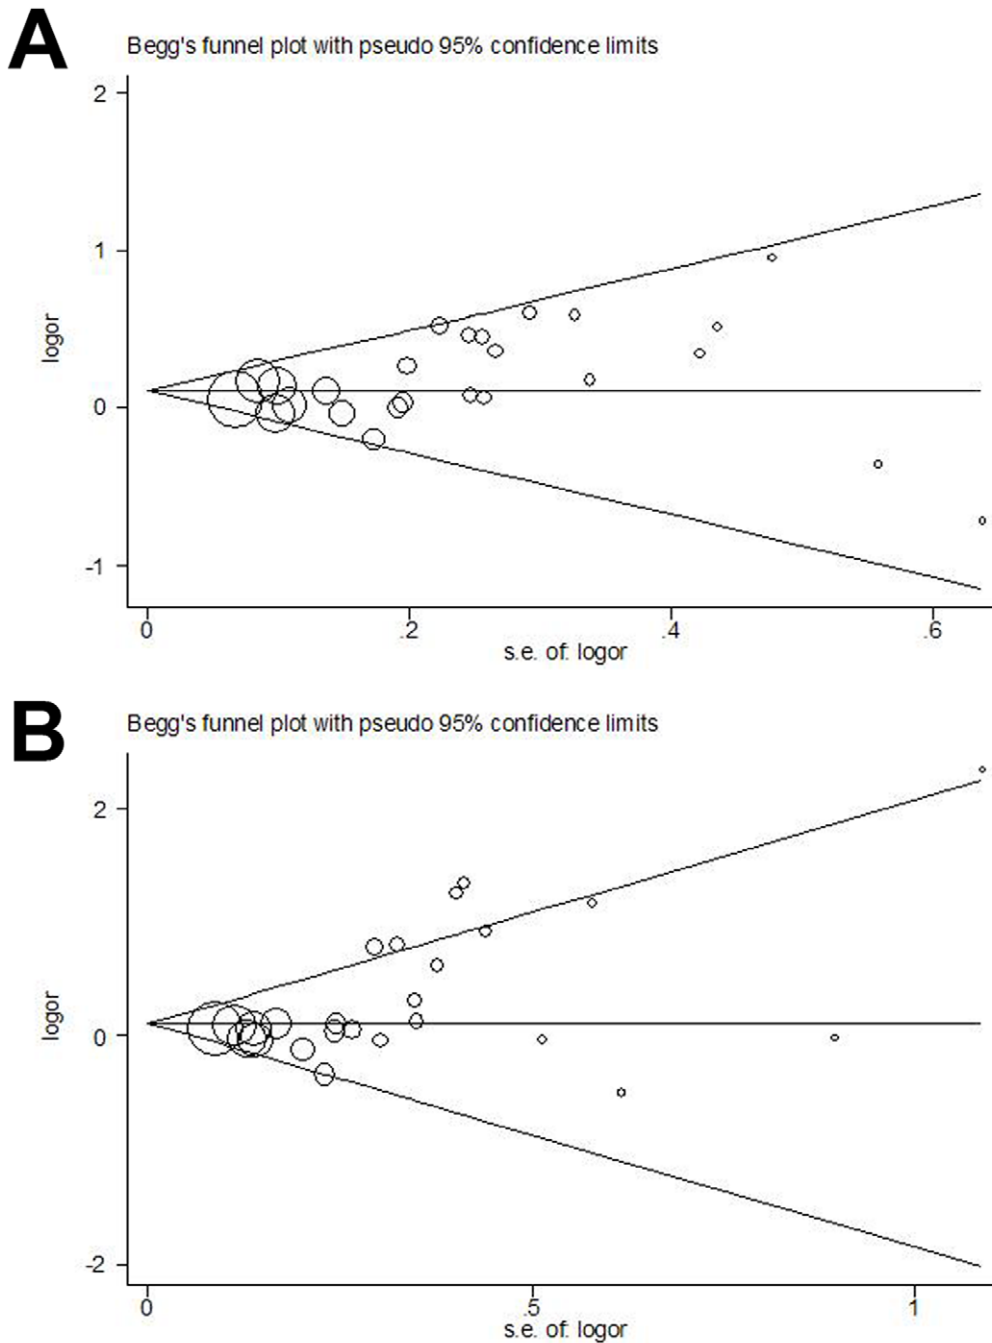 A
Begg's funnel plot with pseudo 95% confidence limits
2
1
0
-1
logor
0 .2 .4 .6
s.e. of: logor
B
Begg's funnel plot with pseudo 95% confidence limits
2
0
-2
logor
0 .5 1
s.e. of: logor